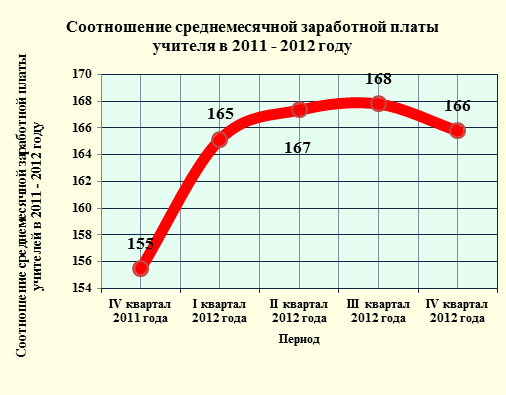 Соотношение среднемесячной заработной платы
учителя в 2011 - 2012 году
Соотношение среднемесячной заработной платы
учителей в 2011 - 2012 году
170
168
166
164
162
160
158
156
154
155
165
167
168
166
IV квартал
2011 года
I квартал
2012 года
II квартал
2012 года
III квартал
2012 года
IV квартал
2012 года
Период